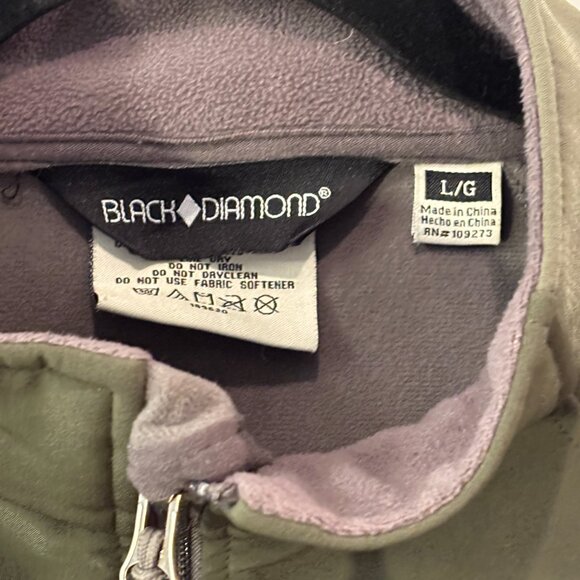 BLACK DIAMOND®
L/G
Made in China
Hecho en China
RN# 109273
DO NOT IRON
DO NOT DRYCLEAN
DO NOT USE FABRIC SOFTENER